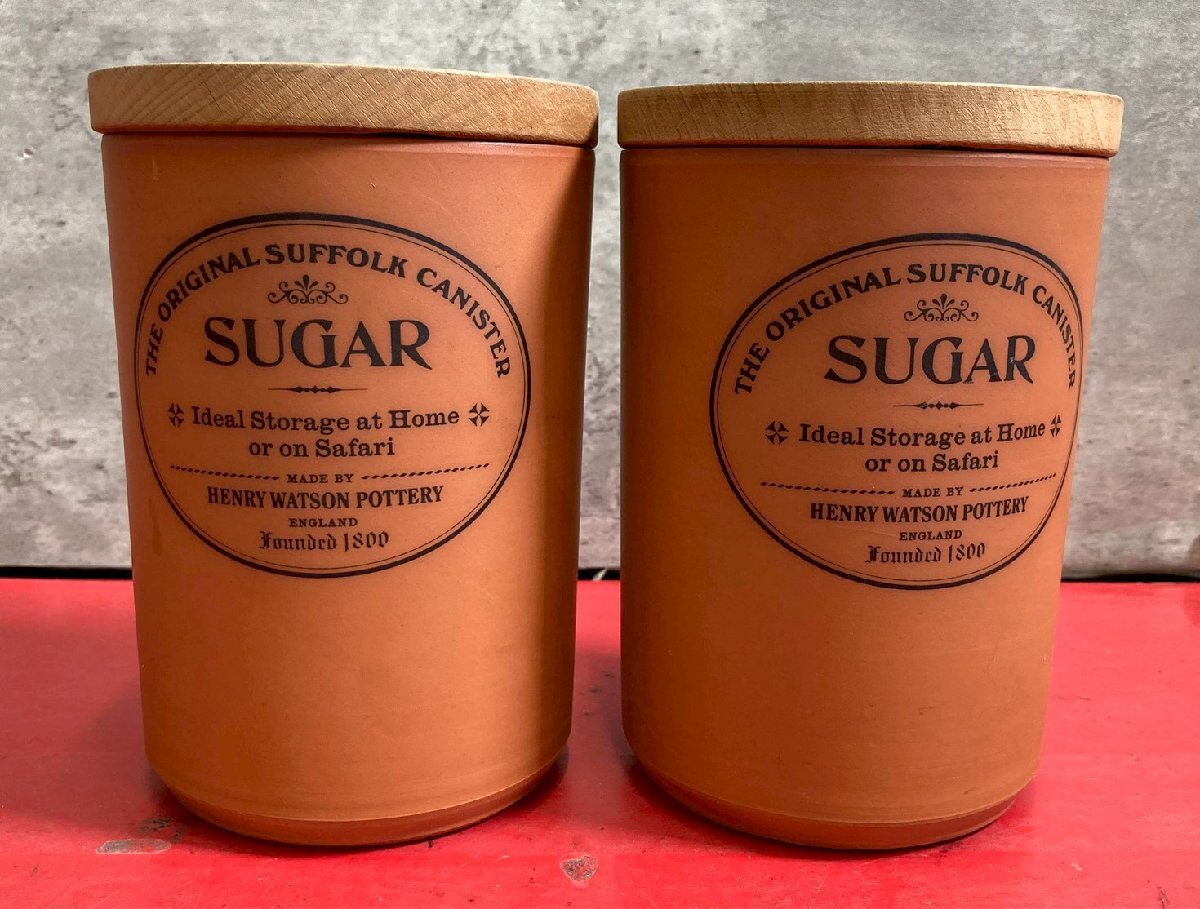 THE ORIGINAL SUFFOLK CANISTER
SUGAR
Ideal Storage at Home
or on Safari
MADE BY
HENRY WATSON POTTERY
ENGLAND
Founded 1800
THE ORIGINAL SUFFOLK CANISTER
SUGAR
Ideal Storage at Home
or on Safari
MADE BY
HENRY WATSON POTTERY
ENGLAND
Founded 1800